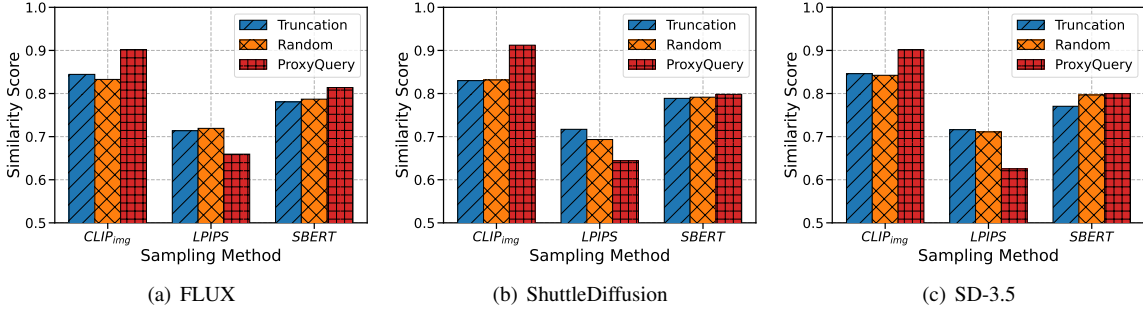 1.0
0.9
0.8
0.7
0.6
0.5
Similarity Score
Truncation
Random
ProxyQuery
CLIP_img LPIPS SBERT
Sampling Method
(a) FLUX
1.0
0.9
0.8
0.7
0.6
0.5
Similarity Score
Truncation
Random
ProxyQuery
CLIP_img LPIPS SBERT
Sampling Method
(b) ShuttleDiffusion
1.0
0.9
0.8
0.7
0.6
0.5
Similarity Score
Truncation
Random
ProxyQuery
CLIP_img LPIPS SBERT
Sampling Method
(c) SD-3.5